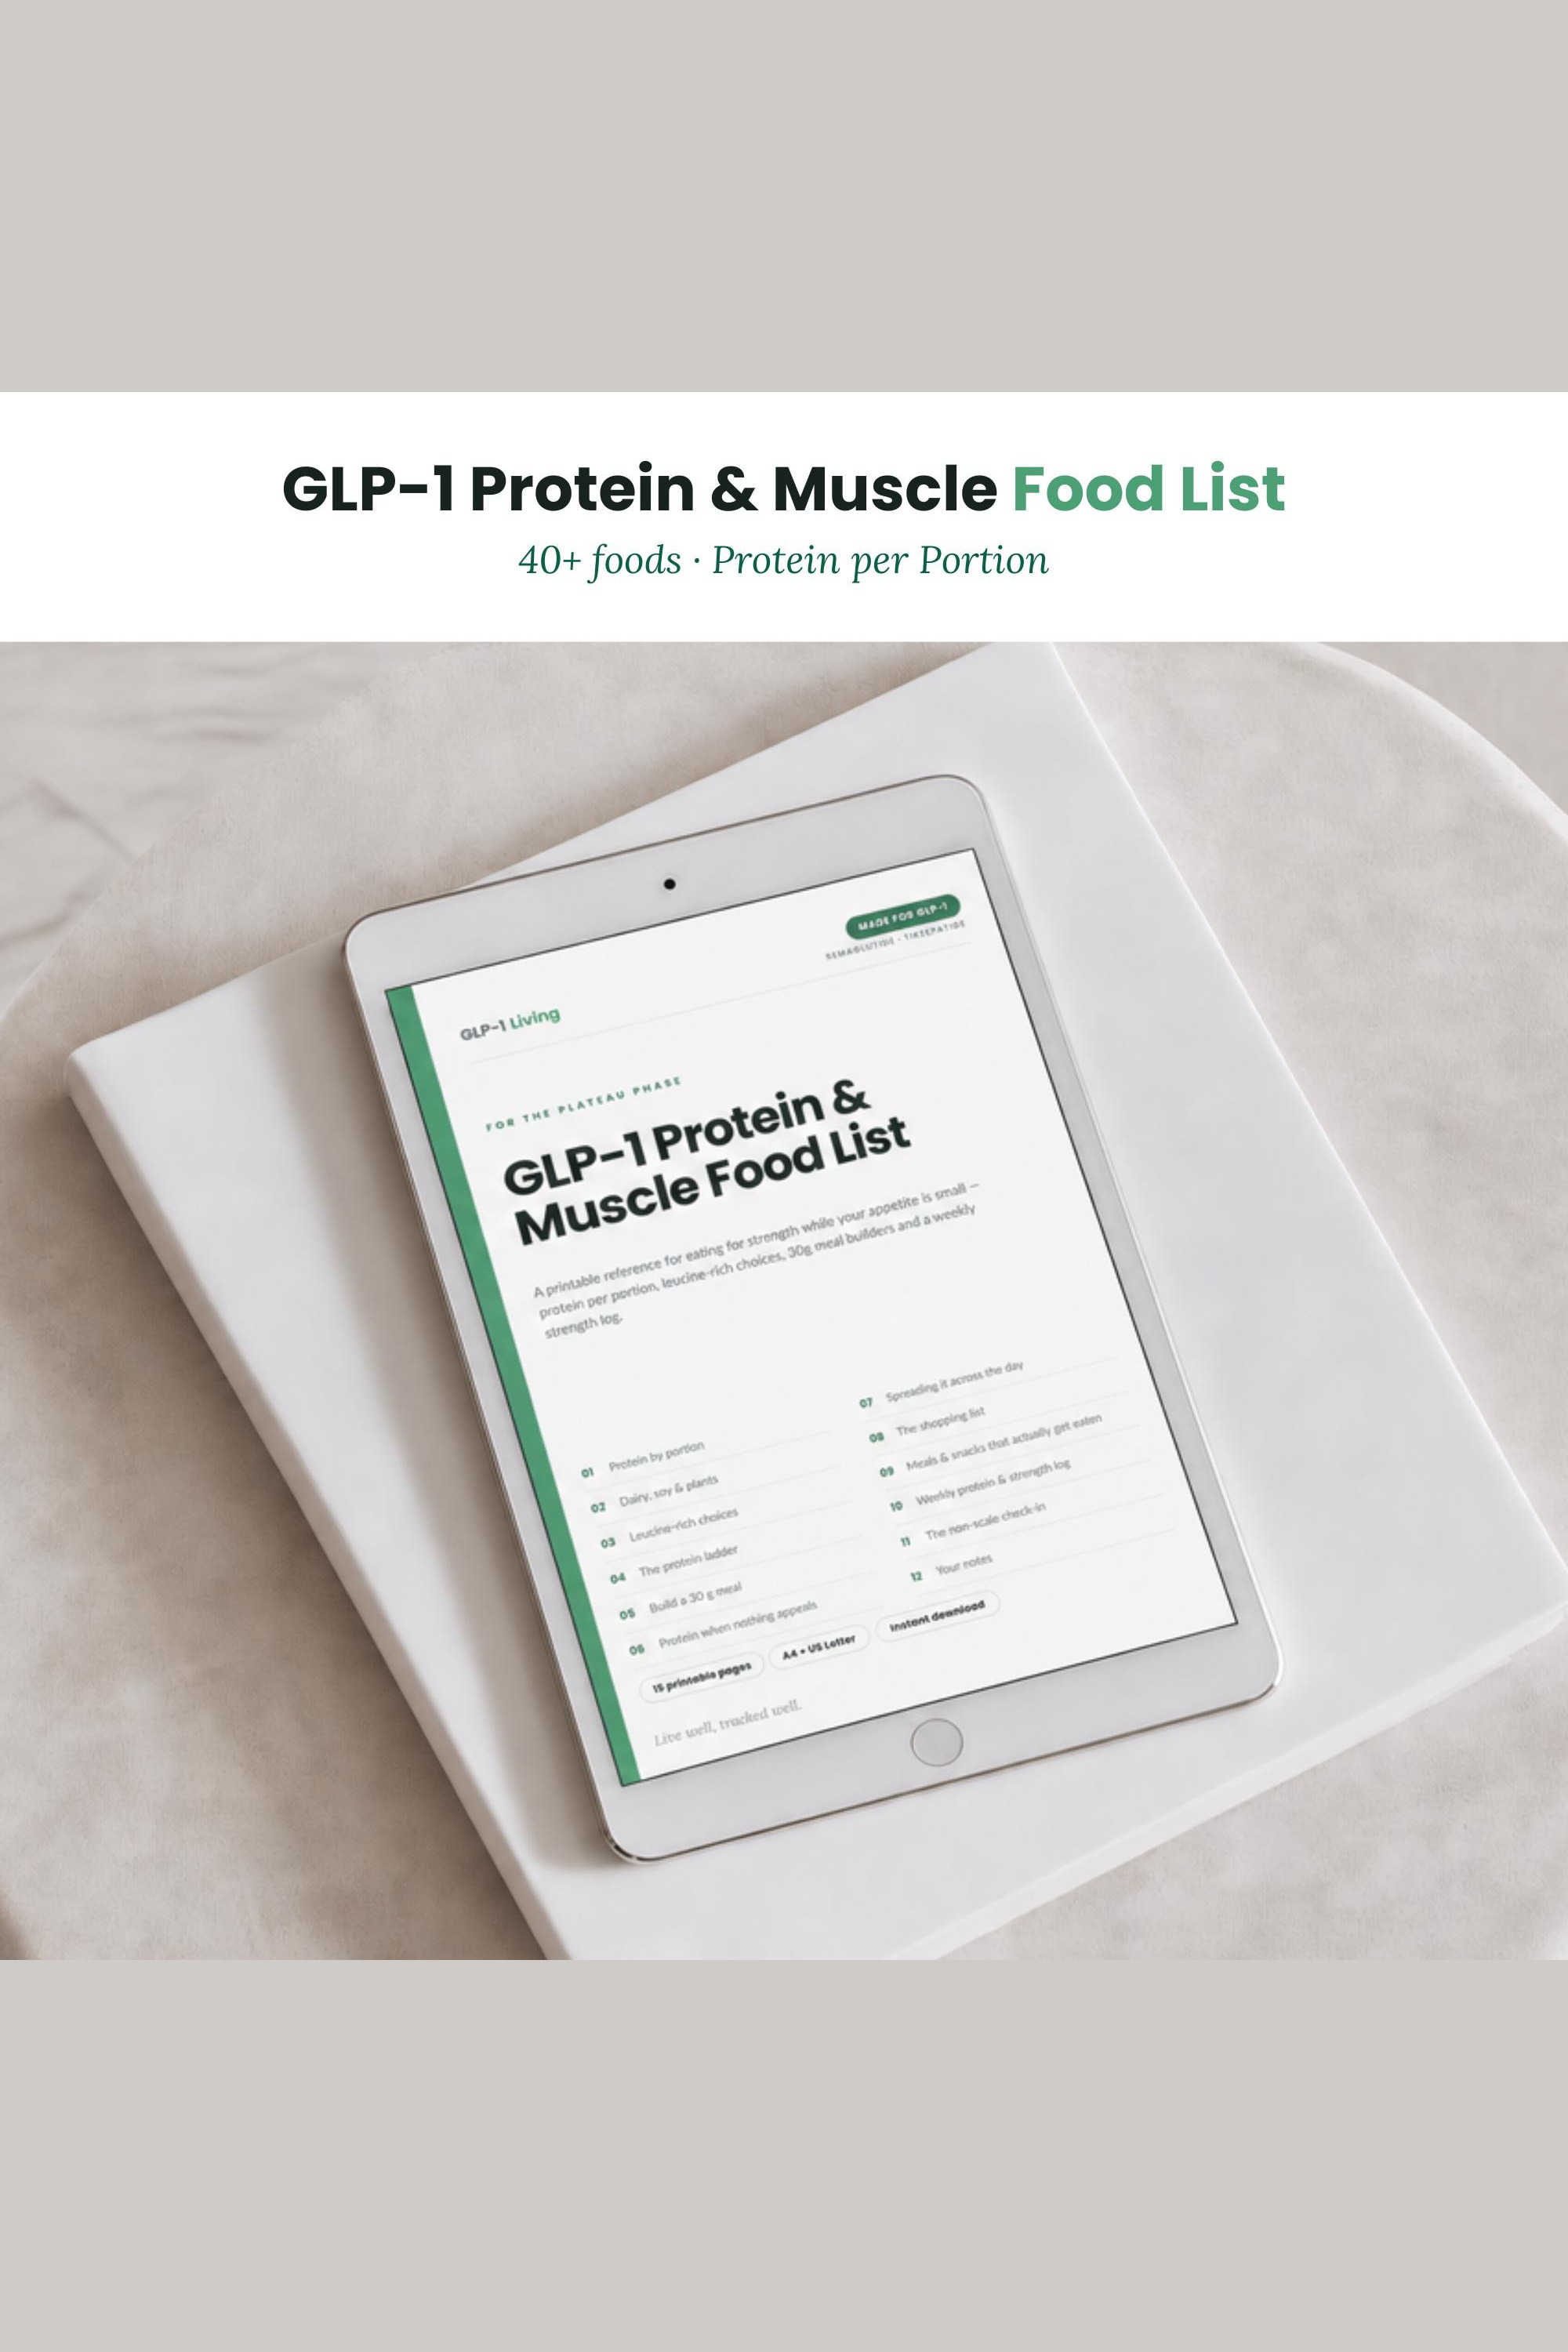 GLP-1 Protein & Muscle Food List
40+ foods · Protein per Portion
MADE FOR GLP-1
SEMAGLUTIDE · TIRZEPATIDE
GLP-1 Living
FOR THE PLATEAU PHASE
GLP-1 Protein &
Muscle Food List
A printable reference for eating for strength while your appetite is small —
protein per portion, leucine-rich choices, 30g meal builders and a weekly
strength log.
01 Protein by portion
02 Dairy, soy & plants
03 Leucine-rich choices
04 The protein ladder
05 Build a 30 g meal
06 Protein when nothing appeals
07 Spreading it across the day
08 The shopping list
09 Meals & snacks that actually get eaten
10 Weekly protein & strength log
11 The non-scale check-in
12 Your notes
15 printable pages
A4 + US Letter
Instant download
Live well, tracked well.